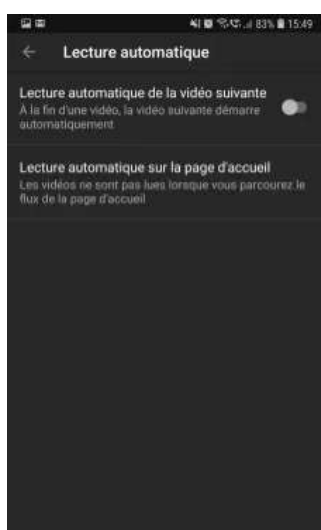 83% 15:49
Lecture automatique
Lecture automatique de la vidéo suivante
À la fin d'une vidéo, la vidéo suivante démarre
automatiquement
Lecture automatique sur la page d'accueil
Les vidéos ne sont pas lues lorsque vous parcourez le
flux de la page d'accueil